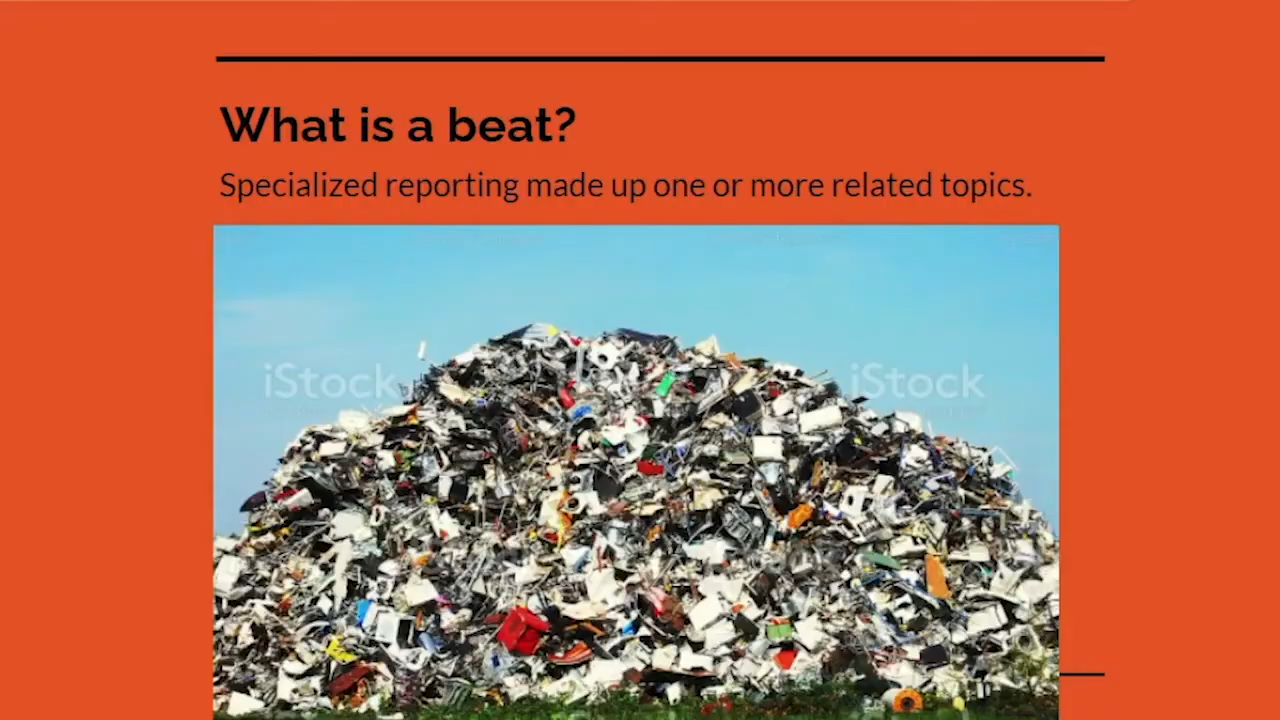 What is a beat?
Specialized reporting made up one or more related topics.
iStock iStock